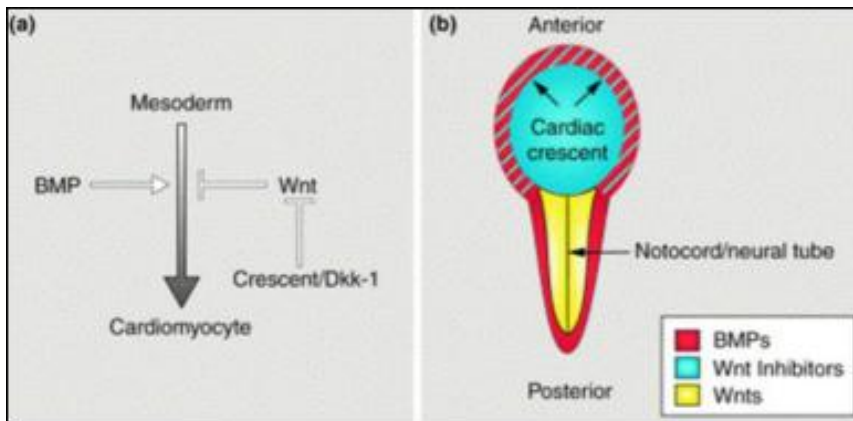 (a)
Mesoderm
BMP
Wnt
Crescent/Dkk-1
Cardiomyocyte
(b)
Anterior
Cardiac
crescent
Notocord/neural tube
Posterior
BMPs
Wnt Inhibitors
Wnts